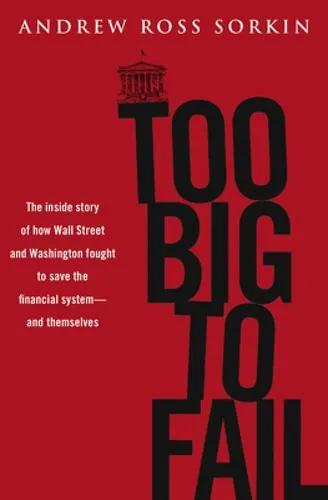 ANDREW ROSS SORKIN
TOO
BIG
TO
FAIL
The inside story
of how Wall Street
and Washington fought
to save the
financial system—
and themselves